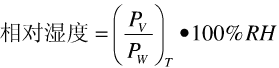 相对湿度 = (P_V / P_W)_T • 100%RH